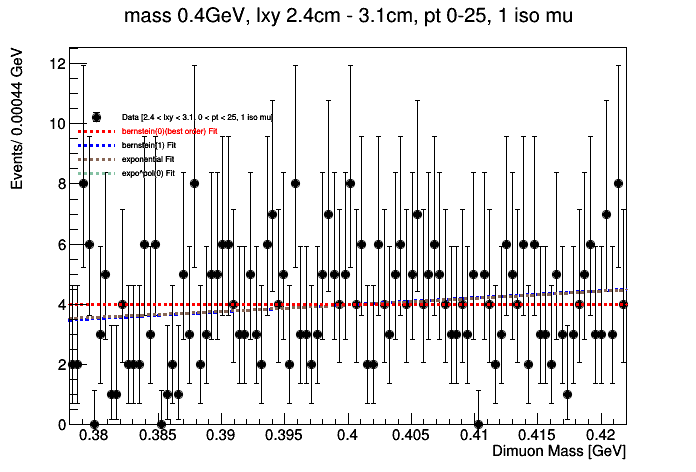 mass 0.4GeV, lxy 2.4cm - 3.1cm, pt 0-25, 1 iso mu
Events/ 0.00044 GeV
12
10
8
6
4
2
0
Data [2.4 < lxy < 3.1, 0 < pt < 25, 1 iso mu]
bernstein(0)(best order) Fit
bernstein(1) Fit
exponential Fit
expo*pol(0) Fit
0.38 0.385 0.39 0.395 0.4 0.405 0.41 0.415 0.42
Dimuon Mass [GeV]